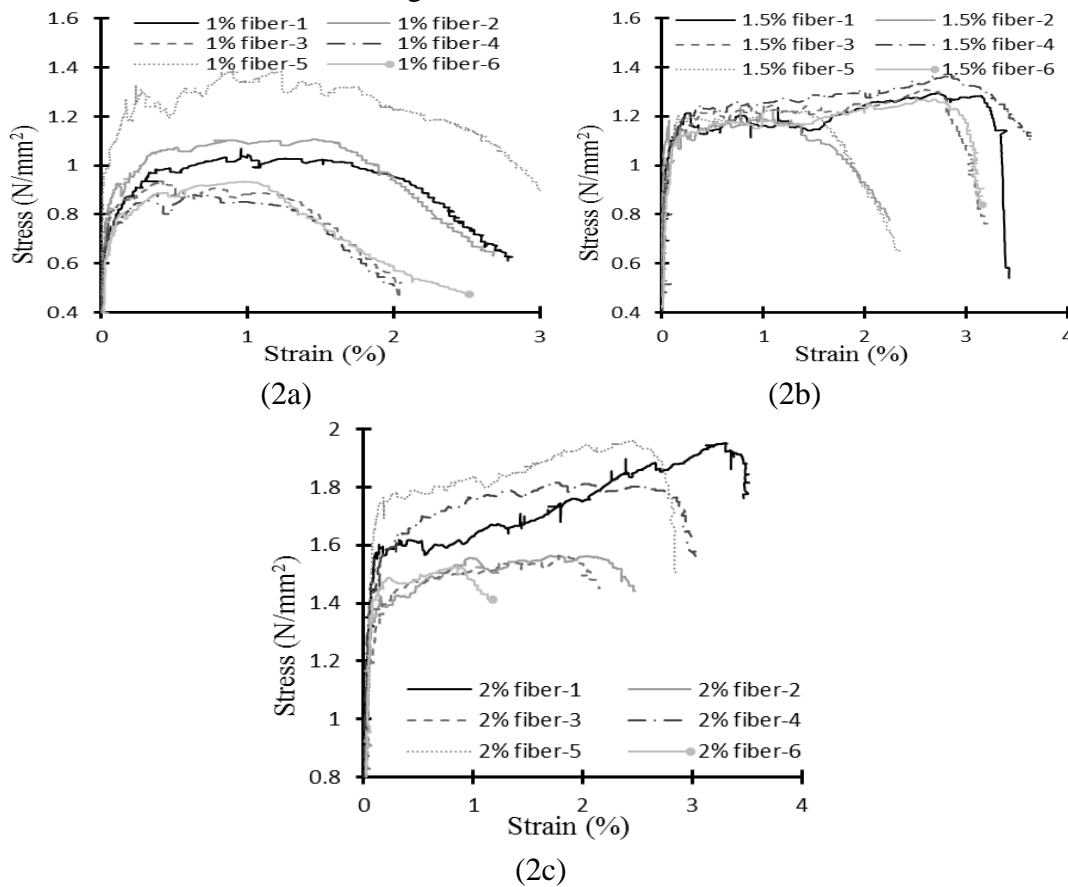 1.6
1% fiber-1 1% fiber-2
1% fiber-3 1% fiber-4
1% fiber-5 1% fiber-6
1.4
1.2
1
0.8
0.6
0.4
Stress (N/mm²)
0 1 2 3
Strain (%)
(2a)
1.6
1.5% fiber-1 1.5% fiber-2
1.5% fiber-3 1.5% fiber-4
1.5% fiber-5 1.5% fiber-6
1.4
1.2
1
0.8
0.6
0.4
Stress (N/mm²)
0 1 2 3 4
Strain (%)
(2b)
2
1.8
1.6
1.4
1.2
1
0.8
Stress (N/mm²)
2% fiber-1 2% fiber-2
2% fiber-3 2% fiber-4
2% fiber-5 2% fiber-6
0 1 2 3 4
Strain (%)
(2c)